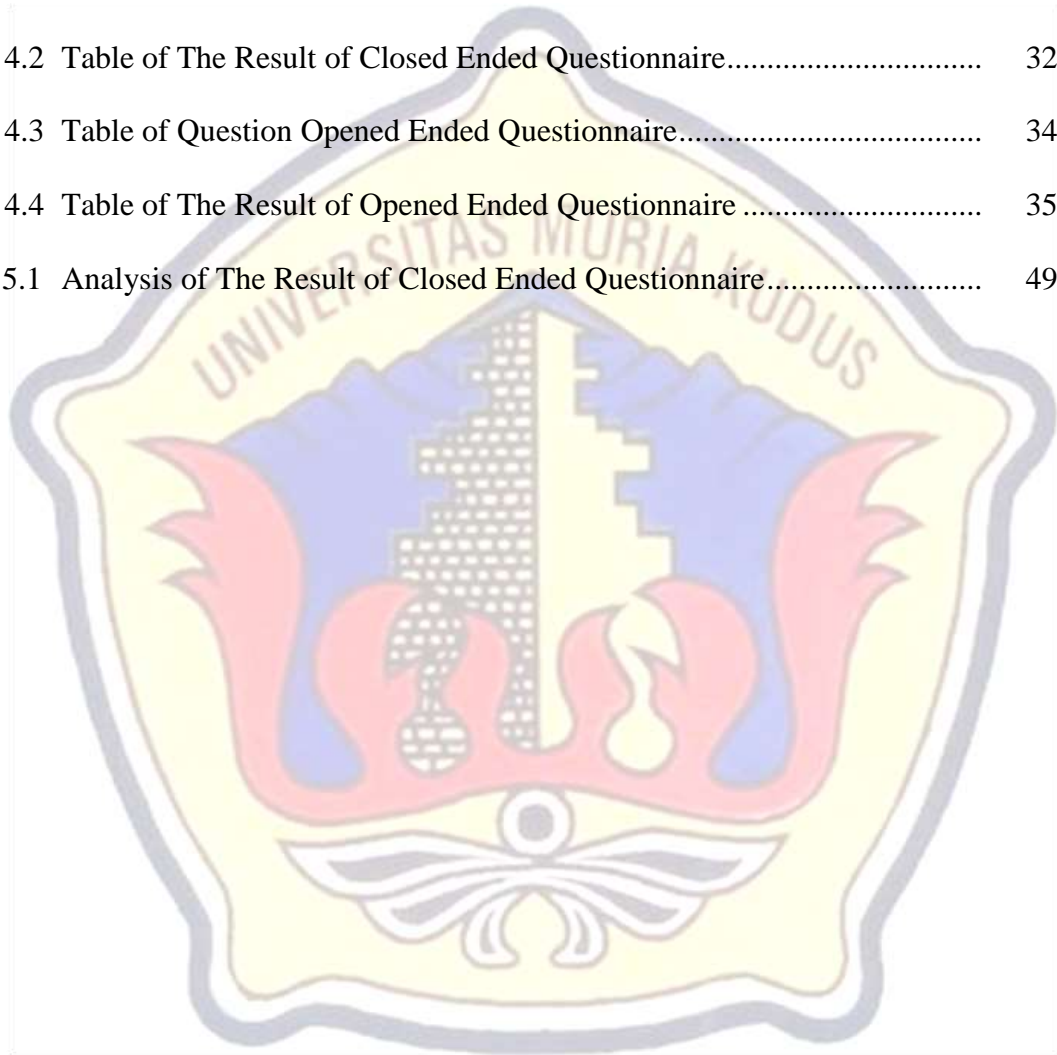 4.2 Table of The Result of Closed Ended Questionnaire.............................. 32
4.3 Table of Question Opened Ended Questionnaire.................................... 34
4.4 Table of The Result of Opened Ended Questionnaire ............................ 35
UNIVERSITAS MURIA KUDUS
5.1 Analysis of The Result of Closed Ended Questionnaire......................... 49